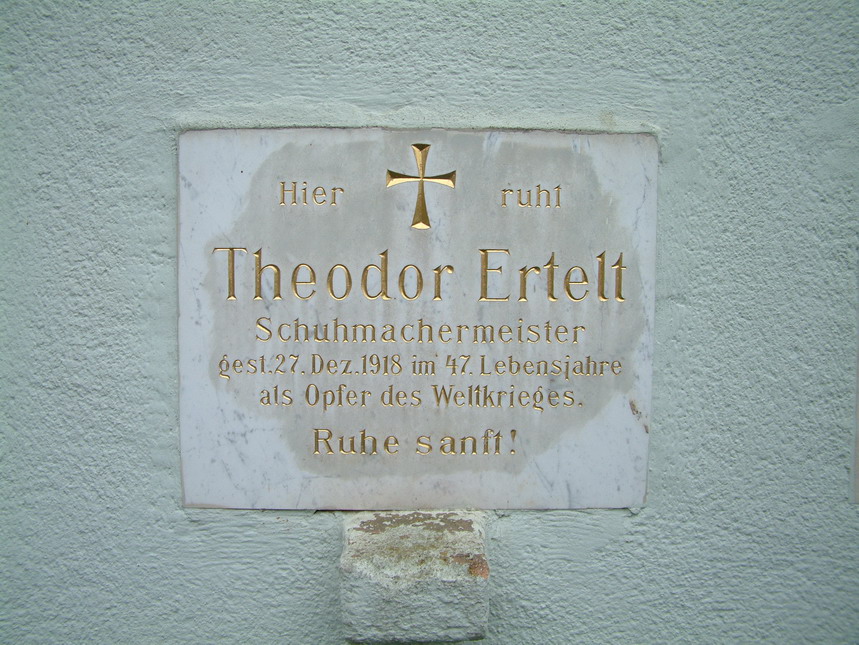 Hier ruht
Theodor Ertelt
Schuhmachermeister
gest. 27. Dez. 1918 im 47. Lebensjahre
als Opfer des Weltkrieges.
Ruhe sanft!